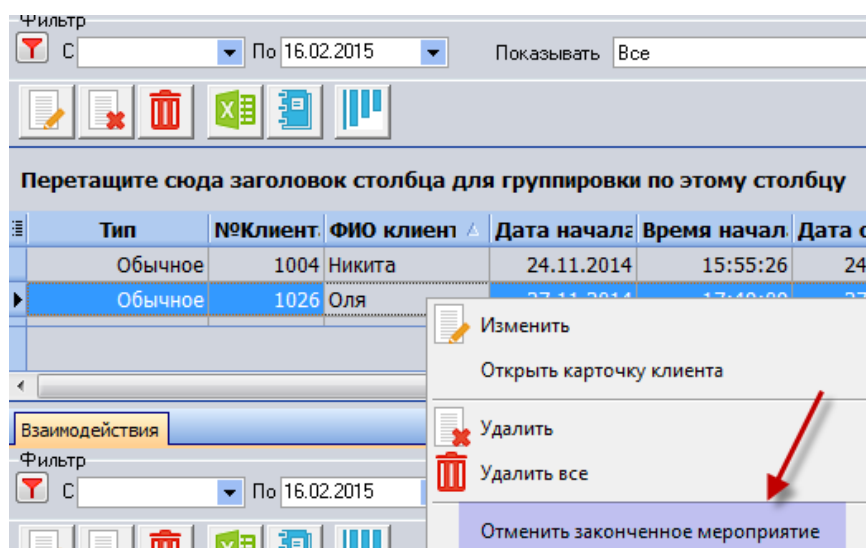 Фильтр
С По 16.02.2015 Показывать Все
Перетащите сюда заголовок столбца для группировки по этому столбцу
Тип №Клиент ФИО клиент Дата начала Время начал Дата
Обычное 1004 Никита 24.11.2014 15:55:26 24
Обычное 1026 Оля
Изменить
Открыть карточку клиента
Удалить
Удалить все
Отменить законченное мероприятие
Взаимодействия
Фильтр
С По 16.02.2015